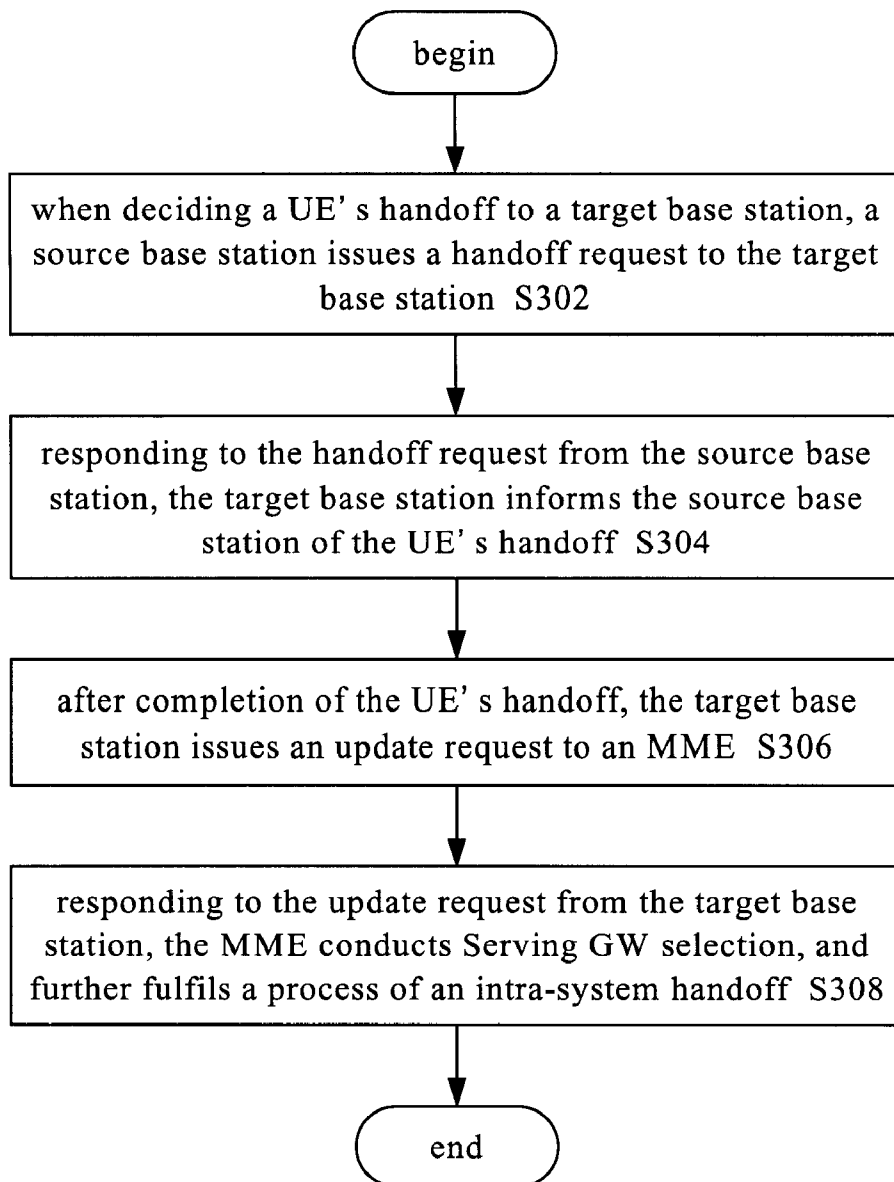 begin
when deciding a UE's handoff to a target base station, a
source base station issues a handoff request to the target
base station S302
responding to the handoff request from the source base
station, the target base station informs the source base
station of the UE's handoff S304
after completion of the UE's handoff, the target base
station issues an update request to an MME S306
responding to the update request from the target base
station, the MME conducts Serving GW selection, and
further fulfils a process of an intra-system handoff S308
end